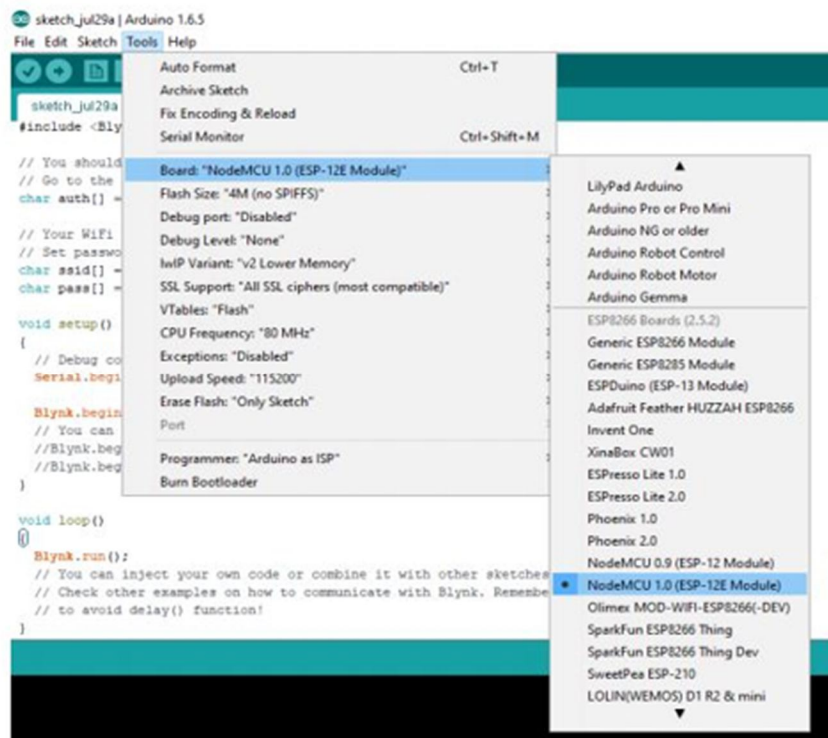 sketch_jul29a | Arduino 1.6.5
File Edit Sketch Tools Help
Auto Format Ctrl+T
Archive Sketch
Fix Encoding & Reload
Serial Monitor Ctrl+Shift+M
Board: "NodeMCU 1.0 (ESP-12E Module)"
Flash Size: "4M (no SPIFFS)"
Debug port: "Disabled"
Debug Level: "None"
lwIP Variant: "v2 Lower Memory"
SSL Support: "All SSL ciphers (most compatible)"
VTables: "Flash"
CPU Frequency: "80 MHz"
Exceptions: "Disabled"
Upload Speed: "115200"
Erase Flash: "Only Sketch"
Port
Programmer: "Arduino as ISP"
Burn Bootloader
LilyPad Arduino
Arduino Pro or Pro Mini
Arduino NG or older
Arduino Robot Control
Arduino Robot Motor
Arduino Gemma
ESP8266 Boards (2.5.2)
Generic ESP8266 Module
Generic ESP8285 Module
ESPDuino (ESP-13 Module)
Adafruit Feather HUZZAH ESP8266
Invent One
XinaBox CW01
ESPresso Lite 1.0
ESPresso Lite 2.0
Phoenix 1.0
Phoenix 2.0
NodeMCU 0.9 (ESP-12 Module)
NodeMCU 1.0 (ESP-12E Module)
Olimex MOD-WIFI-ESP8266(-DEV)
SparkFun ESP8266 Thing
SparkFun ESP8266 Thing Dev
SweetPea ESP-210
LOLIN(WEMOS) D1 R2 & mini
sketch_jul29a
#include <Bly
// You should
// Go to the
char auth[] =
// Your WiFi
// Set passwo
char ssid[] =
char pass[] =
void setup()
{
// Debug co
Serial.begi
Blynk.begin
// You can
//Blynk.beg
//Blynk.beg
}
void loop()
{
Blynk.run();
// You can inject your own code or combine it with other sketches
// Check other examples on how to communicate with Blynk. Remembe
// to avoid delay() function!
}